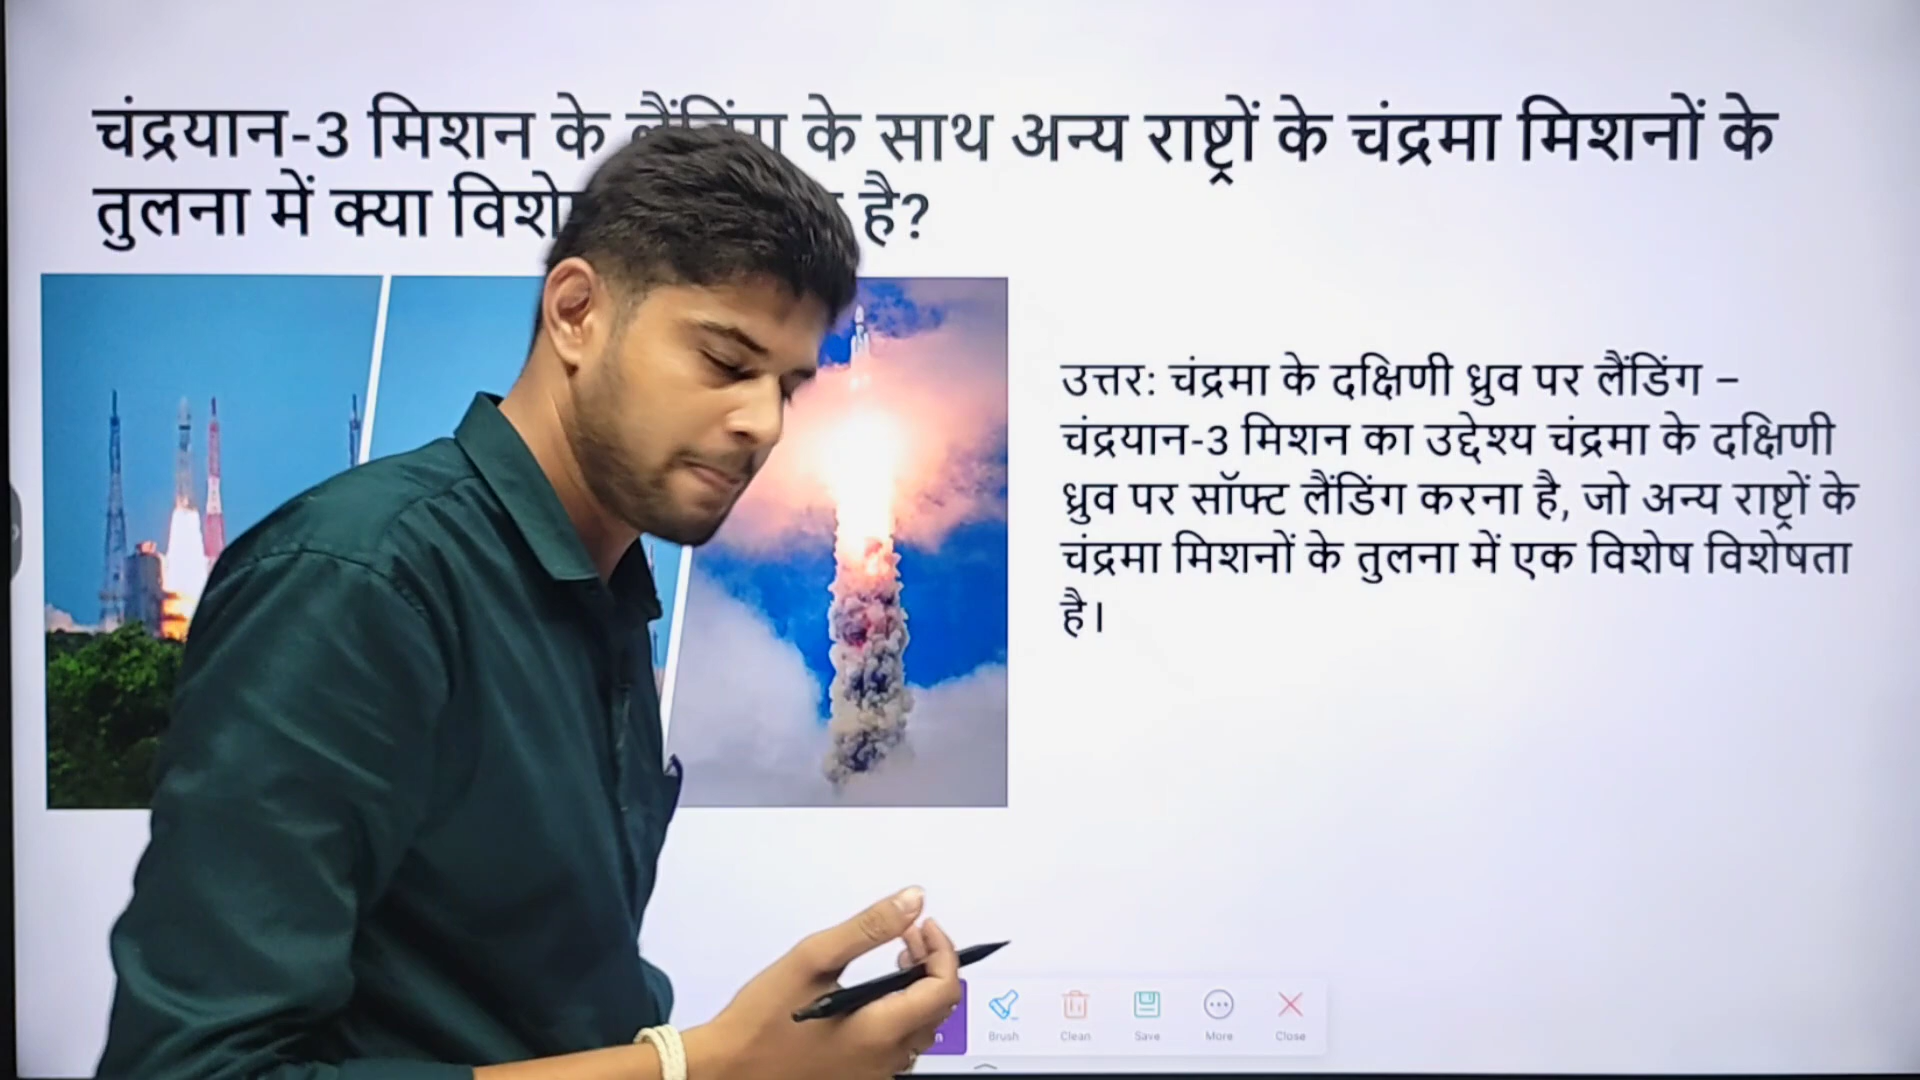 चंद्रयान-3 मिशन के लैंडिंग के साथ अन्य राष्ट्रों के चंद्रमा मिशनों के
तुलना में क्या है?
उत्तर: चंद्रमा के दक्षिणी ध्रुव पर लैंडिंग –
चंद्रयान-3 मिशन का उद्देश्य चंद्रमा के दक्षिणी
ध्रुव पर सॉफ्ट लैंडिंग करना है, जो अन्य राष्ट्रों के
चंद्रमा मिशनों के तुलना में एक विशेष विशेषता
है।
Brush Clean Save More Close